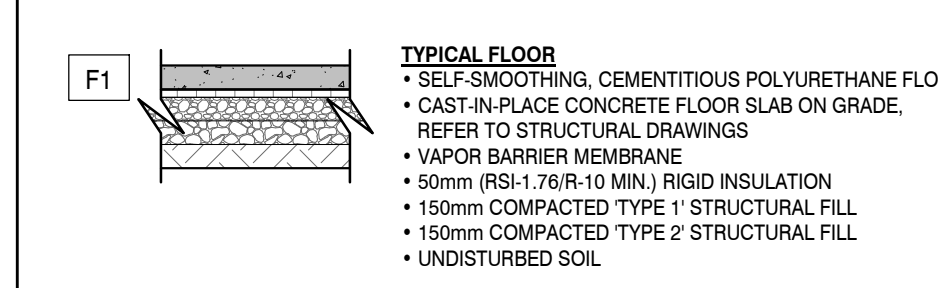 F1
TYPICAL FLOOR
• SELF-SMOOTHING, CEMENTITIOUS POLYURETHANE FLO
• CAST-IN-PLACE CONCRETE FLOOR SLAB ON GRADE,
REFER TO STRUCTURAL DRAWINGS
• VAPOR BARRIER MEMBRANE
• 50mm (RSI-1.76/R-10 MIN.) RIGID INSULATION
• 150mm COMPACTED 'TYPE 1' STRUCTURAL FILL
• 150mm COMPACTED 'TYPE 2' STRUCTURAL FILL
• UNDISTURBED SOIL